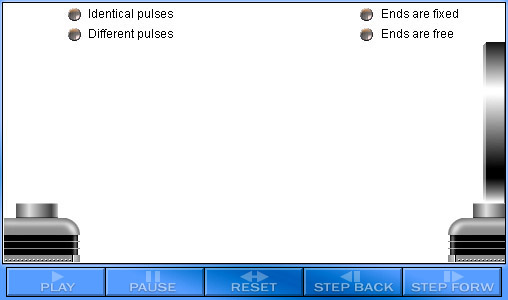 Identical pulses
Ends are fixed
Different pulses
Ends are free
PLAY
PAUSE
RESET
STEP BACK
STEP FORW